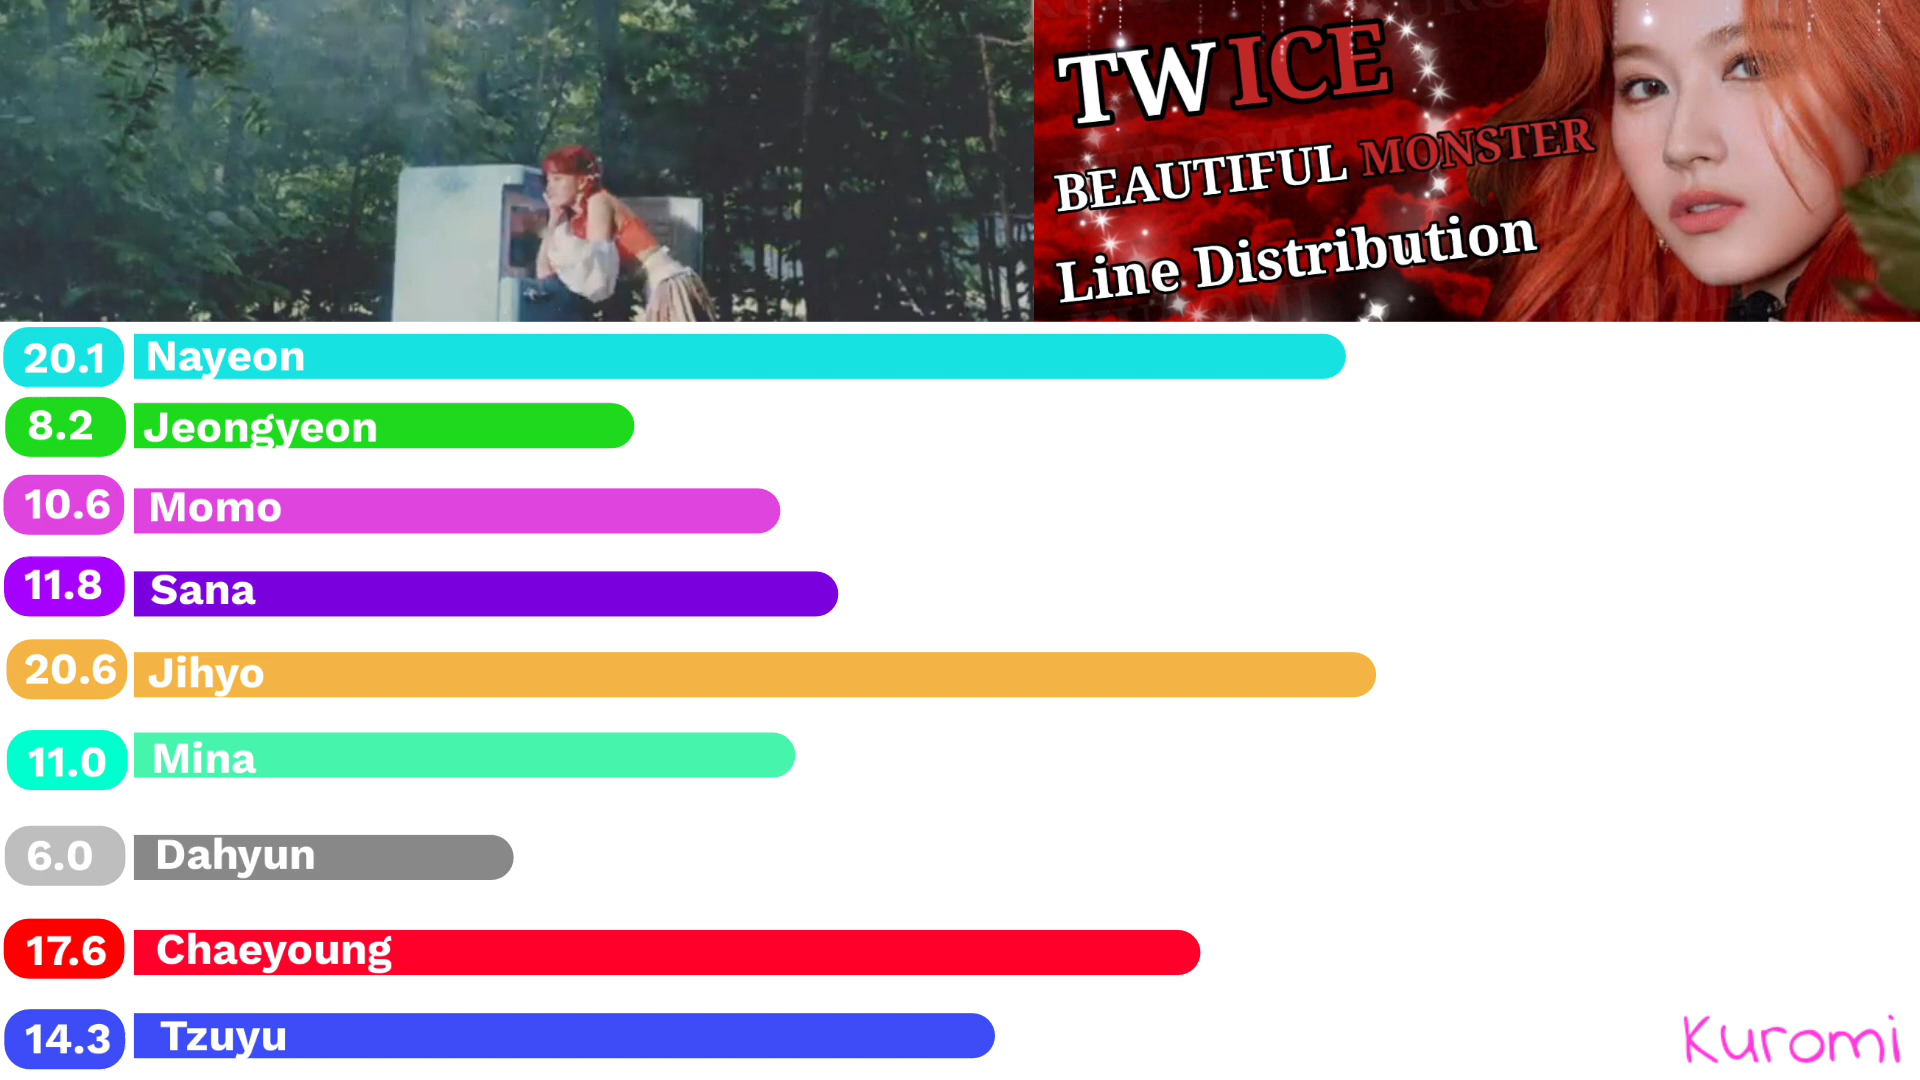 TWICE
BEAUTIFUL MONSTER
Line Distribution
20.1 Nayeon
8.2 Jeongyeon
10.6 Momo
11.8 Sana
20.6 Jihyo
11.0 Mina
6.0 Dahyun
17.6 Chaeyoung
14.3 Tzuyu
Kuromi